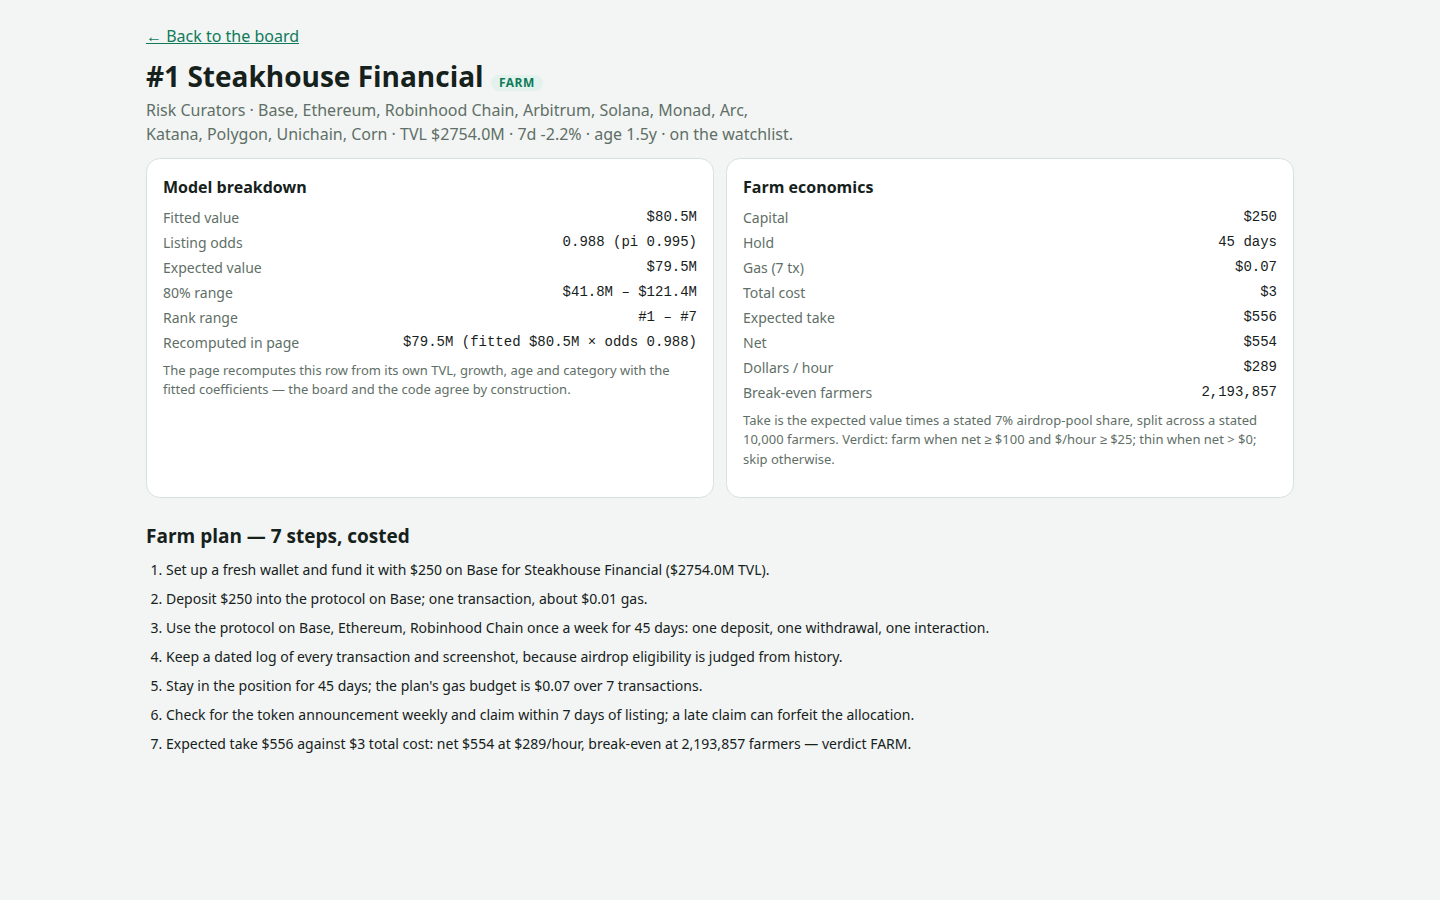 ← Back to the board
#1 Steakhouse Financial FARM
Risk Curators · Base, Ethereum, Robinhood Chain, Arbitrum, Solana, Monad, Arc,
Katana, Polygon, Unichain, Corn · TVL $2754.0M · 7d -2.2% · age 1.5y · on the watchlist.
Model breakdown
Fitted value $80.5M
Listing odds 0.988 (pi 0.995)
Expected value $79.5M
80% range $41.8M – $121.4M
Rank range #1 – #7
Recomputed in page $79.5M (fitted $80.5M × odds 0.988)
The page recomputes this row from its own TVL, growth, age and category with the
fitted coefficients — the board and the code agree by construction.
Farm economics
Capital $250
Hold 45 days
Gas (7 tx) $0.07
Total cost $3
Expected take $556
Net $554
Dollars / hour $289
Break-even farmers 2,193,857
Take is the expected value times a stated 7% airdrop-pool share, split across a stated
10,000 farmers. Verdict: farm when net ≥ $100 and $/hour ≥ $25; thin when net > $0;
skip otherwise.
Farm plan — 7 steps, costed
1. Set up a fresh wallet and fund it with $250 on Base for Steakhouse Financial ($2754.0M TVL).
2. Deposit $250 into the protocol on Base; one transaction, about $0.01 gas.
3. Use the protocol on Base, Ethereum, Robinhood Chain once a week for 45 days: one deposit, one withdrawal, one interaction.
4. Keep a dated log of every transaction and screenshot, because airdrop eligibility is judged from history.
5. Stay in the position for 45 days; the plan's gas budget is $0.07 over 7 transactions.
6. Check for the token announcement weekly and claim within 7 days of listing; a late claim can forfeit the allocation.
7. Expected take $556 against $3 total cost: net $554 at $289/hour, break-even at 2,193,857 farmers — verdict FARM.